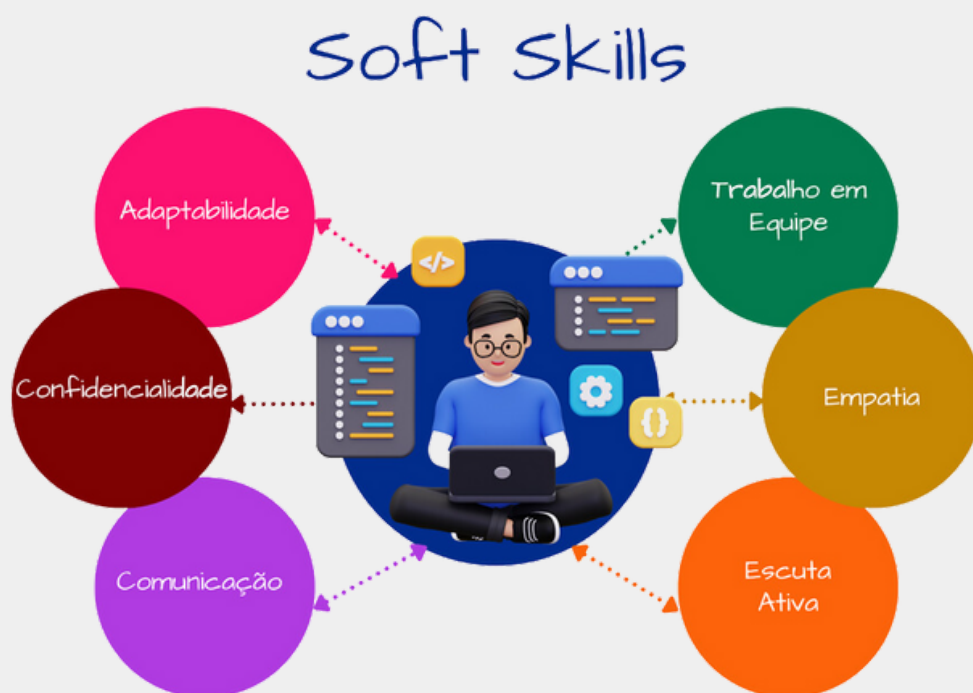 Soft Skills
Adaptabilidade
Trabalho em
Equipe
</>
Confidencialidade
Empatia
{}
Comunicação
Escuta
Ativa